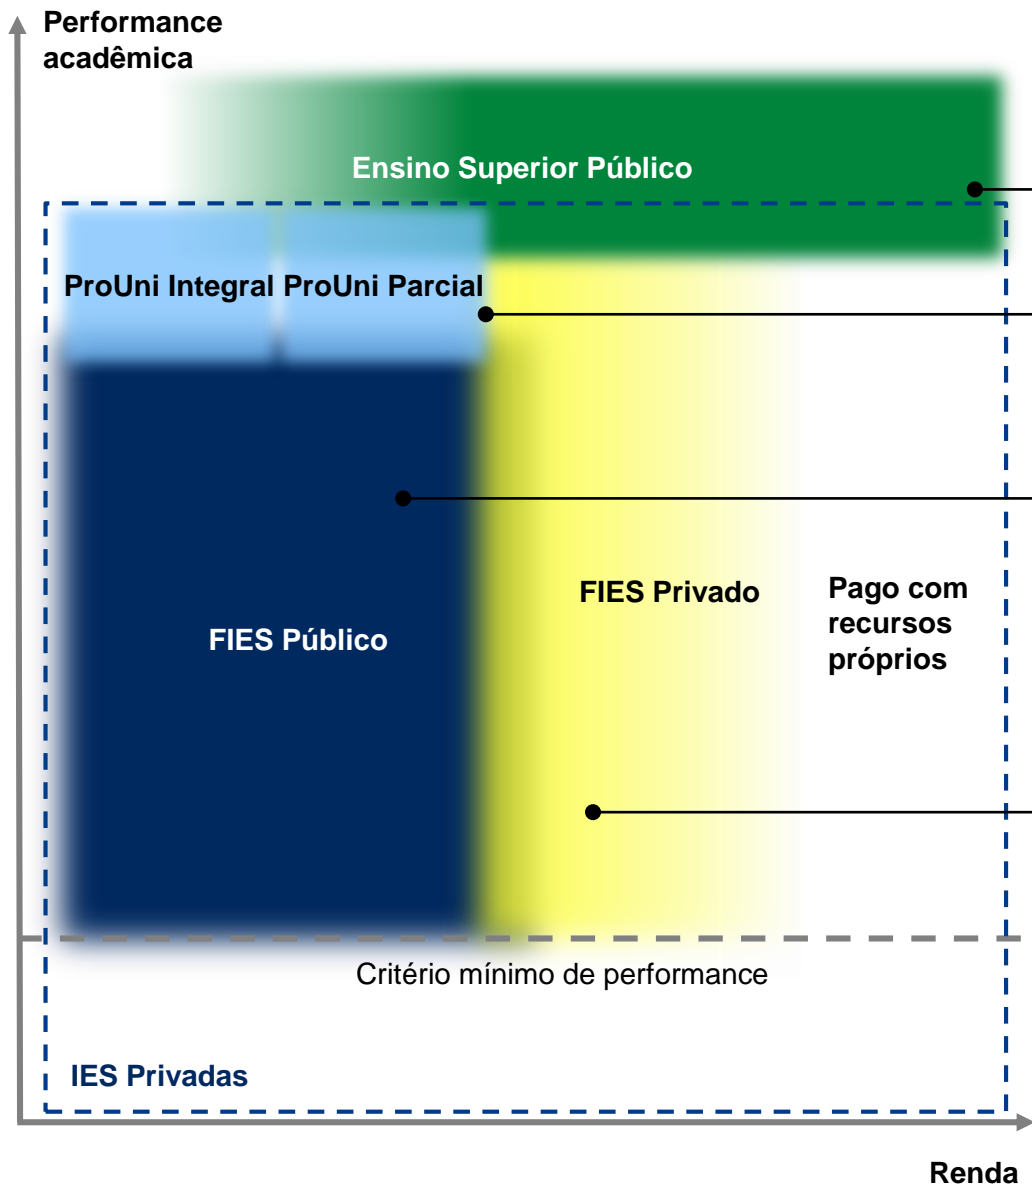 Performance
acadêmica
Ensino Superior Público
ProUni Integral
ProUni Parcial
FIES Privado
Pago com
recursos
próprios
FIES Público
Critério mínimo de performance
IES Privadas
Renda